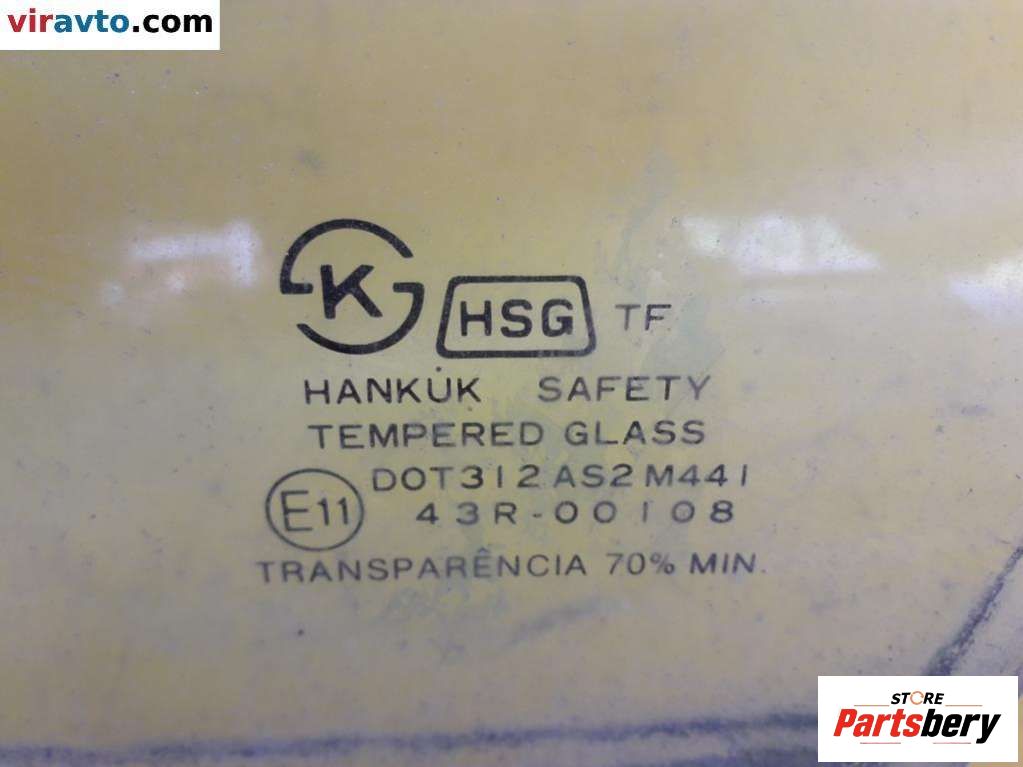 viravto.com
K HSG TF
HANKUK SAFETY
TEMPERED GLASS
DOT312 AS2 M441
E11 43R-00108
TRANSPARÊNCIA 70% MIN.
STORE
Partsbery